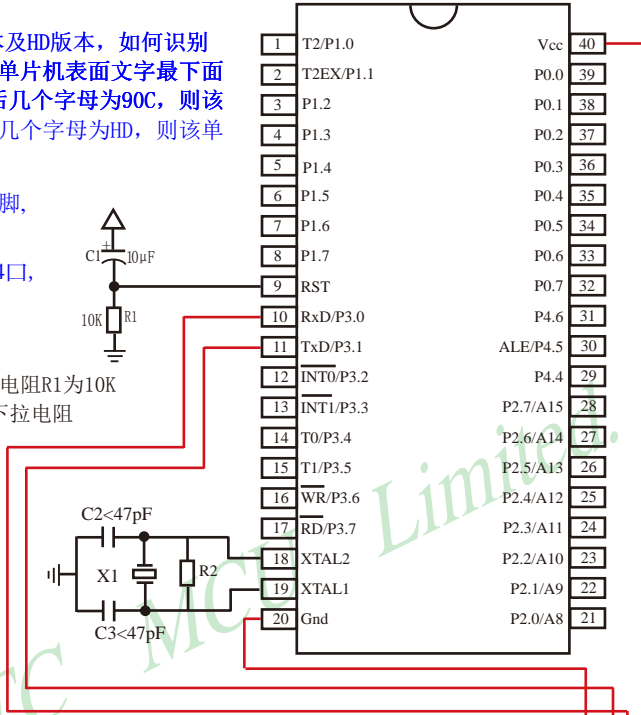 本及HD版本，如何识别
单片机表面文字最下面
后几个字母为90C，则该
几个字母为HD，则该单
脚,
4口,
C1
+
10μF
10K
R1
电阻R1为10K
下拉电阻
C2<47pF
X1
R2
C3<47pF
1 T2/P1.0
2 T2EX/P1.1
3 P1.2
4 P1.3
5 P1.4
6 P1.5
7 P1.6
8 P1.7
9 RST
10 RxD/P3.0
11 TxD/P3.1
12 INT0/P3.2
13 INT1/P3.3
14 T0/P3.4
15 T1/P3.5
16 WR/P3.6
17 RD/P3.7
18 XTAL2
19 XTAL1
20 Gnd
Vcc 40
P0.0 39
P0.1 38
P0.2 37
P0.3 36
P0.4 35
P0.5 34
P0.6 33
P0.7 32
P4.6 31
ALE/P4.5 30
P4.4 29
P2.7/A15 28
P2.6/A14 27
P2.5/A13 26
P2.4/A12 25
P2.3/A11 24
P2.2/A10 23
P2.1/A9 22
P2.0/A8 21
MCU Limited.